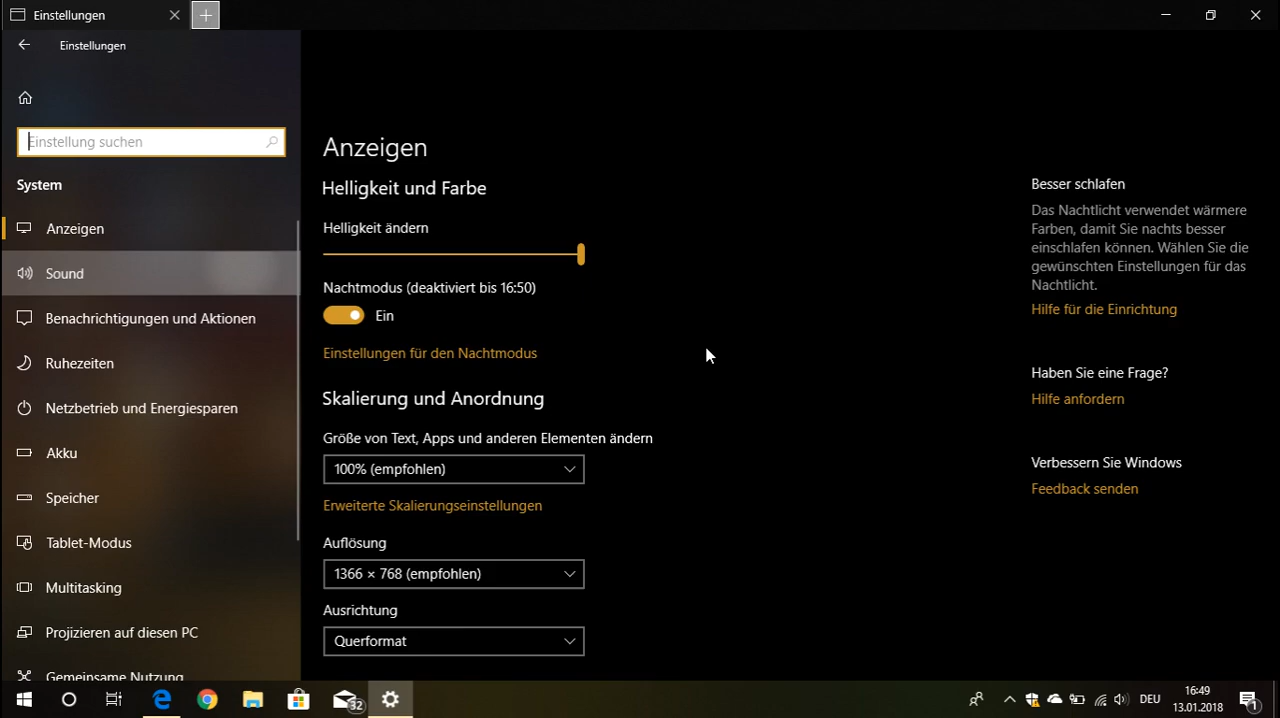 Einstellungen
Einstellungen
Einstellung suchen
System
Anzeigen
Sound
Benachrichtigungen und Aktionen
Ruhezeiten
Netzbetrieb und Energiesparen
Akku
Speicher
Tablet-Modus
Multitasking
Projizieren auf diesen PC
Gemeinsame Nutzung
Anzeigen
Helligkeit und Farbe
Helligkeit ändern
Nachtmodus (deaktiviert bis 16:50)
Ein
Einstellungen für den Nachtmodus
Skalierung und Anordnung
Größe von Text, Apps und anderen Elementen ändern
100% (empfohlen)
Erweiterte Skalierungseinstellungen
Auflösung
1366 × 768 (empfohlen)
Ausrichtung
Querformat
Besser schlafen
Das Nachtlicht verwendet wärmere
Farben, damit Sie nachts besser
einschlafen können. Wählen Sie die
gewünschten Einstellungen für das
Nachtlicht.
Hilfe für die Einrichtung
Haben Sie eine Frage?
Hilfe anfordern
Verbessern Sie Windows
Feedback senden
32
DEU
16:49
13.01.2018
1